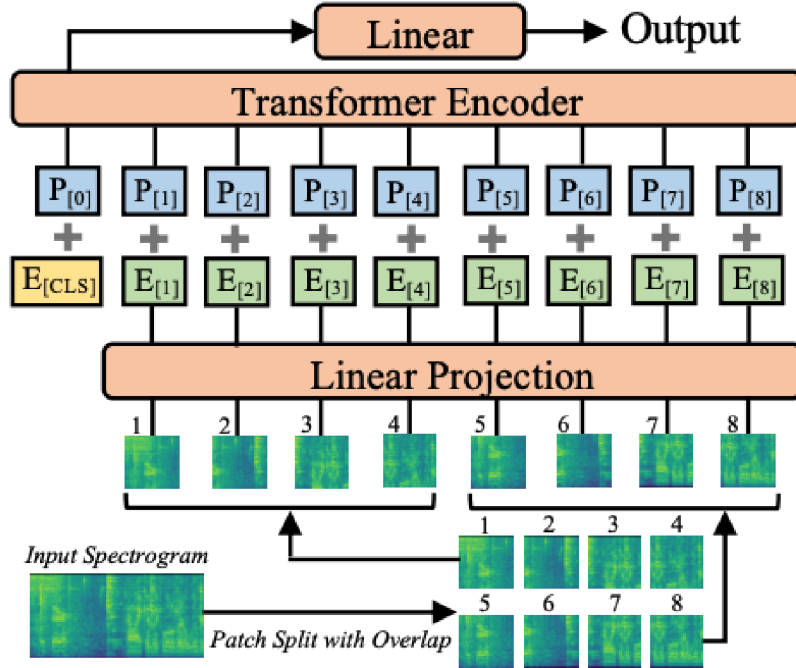 Linear Output
Transformer Encoder
P[0] P[1] P[2] P[3] P[4] P[5] P[6] P[7] P[8]
+ + + + + + + + +
E[CLS] E[1] E[2] E[3] E[4] E[5] E[6] E[7] E[8]
Linear Projection
1 2 3 4 5 6 7 8
1 2 3 4
Input Spectrogram
5 6 7 8
Patch Split with Overlap